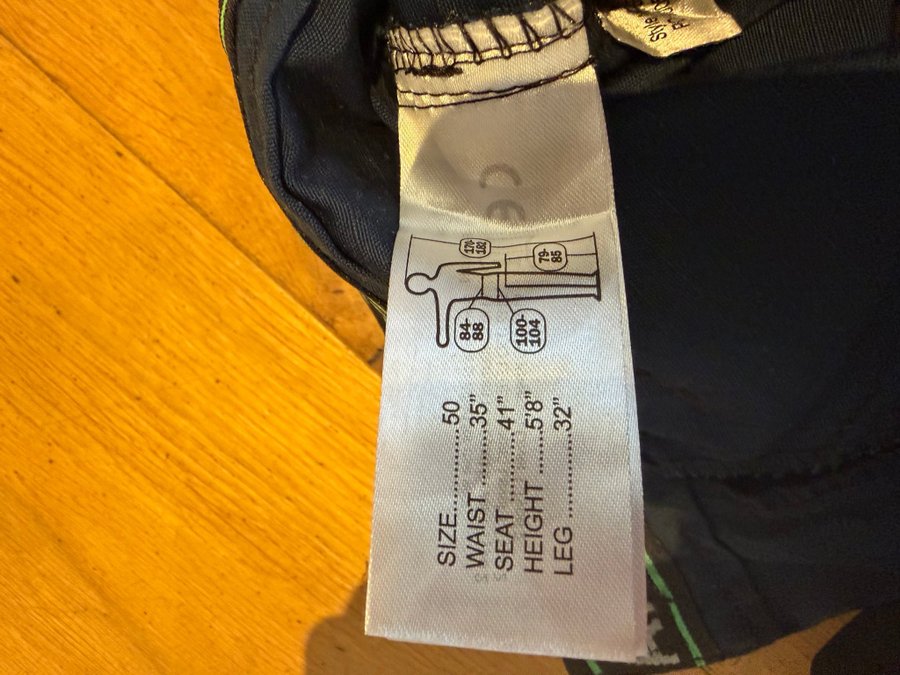 Style
CE
170-
182
79-
85
84-
88
100-
104
SIZE..............50
WAIST .........35”
SEAT ...........41”
HEIGHT ......5’8”
LEG .............32”